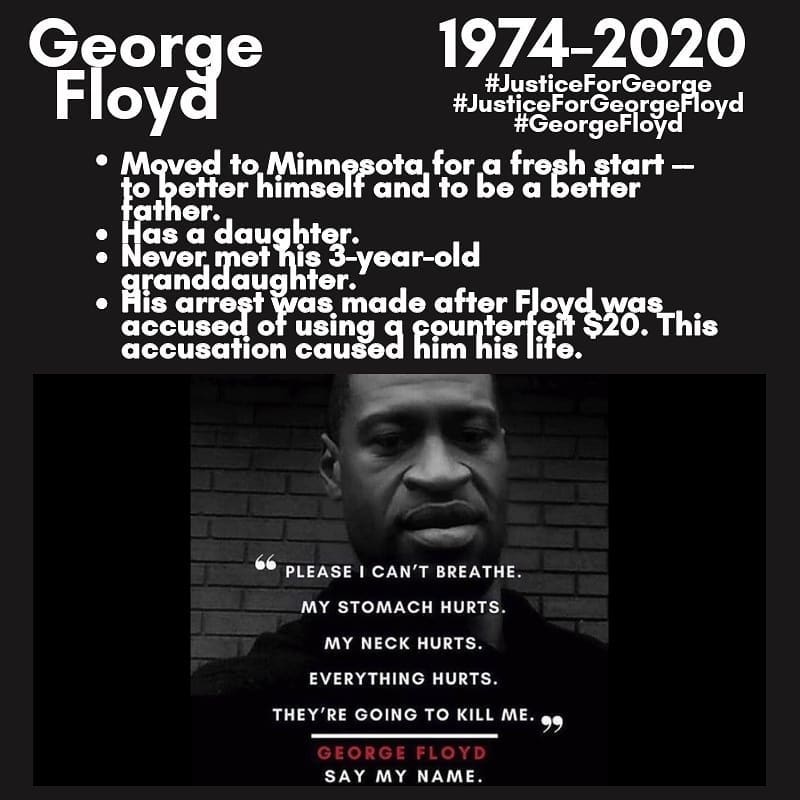 George
Floyd
1974-2020
#JusticeForGeorge
#JusticeForGeorgeFloyd
#GeorgeFloyd
• Moved to Minnesota for a fresh start —
to better himself and to be a better
father.
• Has a daughter.
• Never met his 3-year-old
granddaughter.
• His arrest was made after Floyd was
accused of using a counterfeit $20. This
accusation caused him his life.
“ PLEASE I CAN’T BREATHE.
MY STOMACH HURTS.
MY NECK HURTS.
EVERYTHING HURTS.
THEY’RE GOING TO KILL ME. ”
GEORGE FLOYD
SAY MY NAME.